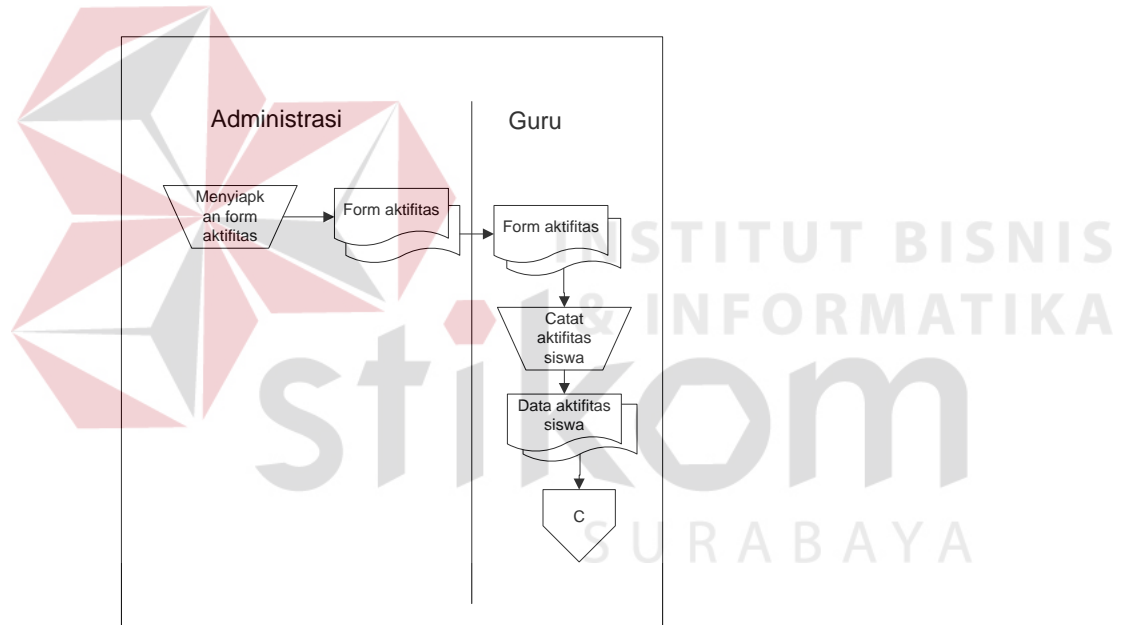 Administrasi
Guru
Menyiapk
an form
aktifitas
Form aktifitas
Form aktifitas
Catat
aktifitas
siswa
Data aktifitas
siswa
C
INSTITUT BISNIS
& INFORMATIKA
stikom
SURABAYA